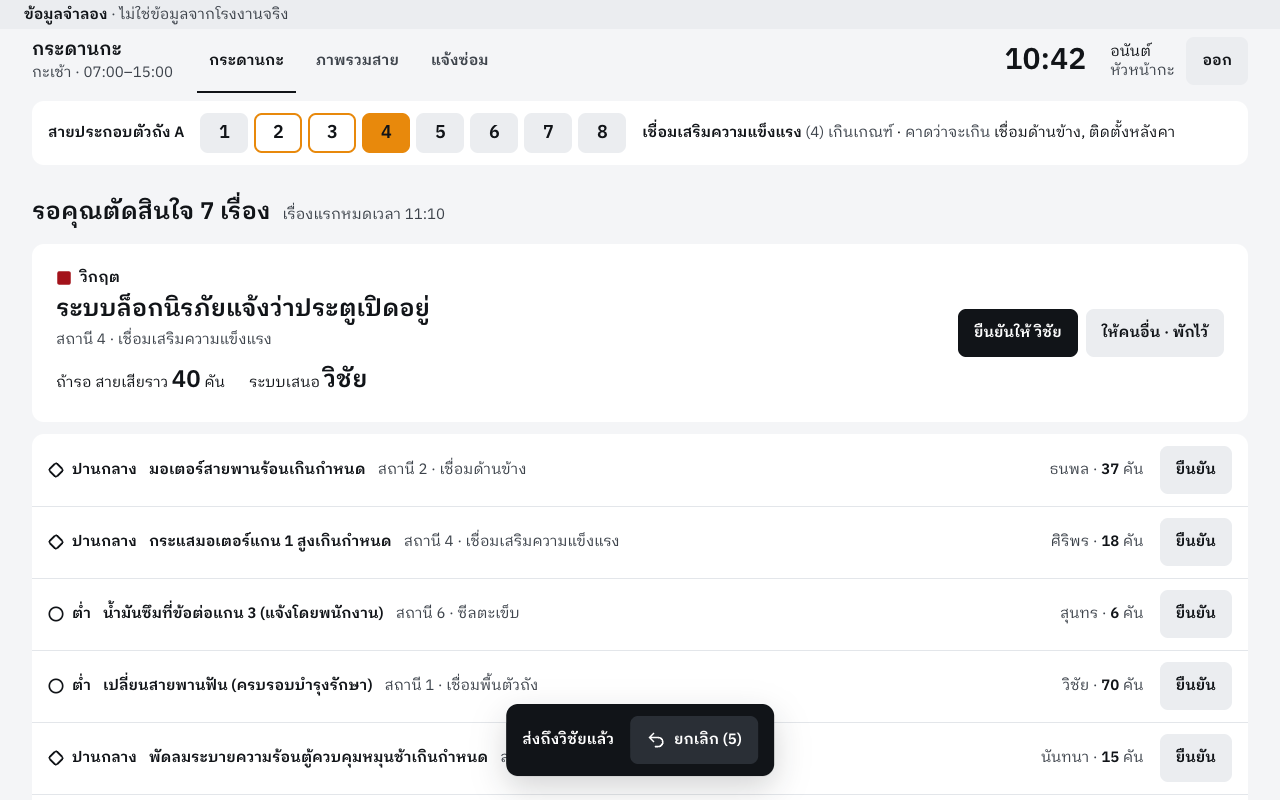 ข้อมูลจำลอง · ไม่ใช่ข้อมูลจากโรงงานจริง
กระดานกะ
กะเช้า · 07:00–15:00
กระดานกะ ภาพรวมสาย แจ้งซ่อม
10:42
อนันต์
หัวหน้ากะ
ออก
สายประกอบตัวถัง A 1 2 3 4 5 6 7 8 เชื่อมเสริมความแข็งแรง (4) เกินเกณฑ์ · คาดว่าจะเกิน เชื่อมด้านข้าง, ติดตั้งหลังคา
รอคุณตัดสินใจ 7 เรื่อง เรื่องแรกหมดเวลา 11:10
วิกฤต
ระบบล็อกนิรภัยแจ้งว่าประตูเปิดอยู่
สถานี 4 · เชื่อมเสริมความแข็งแรง
ถ้ารอ สายเสียราว 40 คัน ระบบเสนอ วิชัย
ยืนยันให้ วิชัย ให้คนอื่น · พักไว้
ปานกลาง มอเตอร์สายพานร้อนเกินกำหนด สถานี 2 · เชื่อมด้านข้าง ธนพล · 37 คัน ยืนยัน
ปานกลาง กระแสมอเตอร์แกน 1 สูงเกินกำหนด สถานี 4 · เชื่อมเสริมความแข็งแรง ศิริพร · 18 คัน ยืนยัน
ต่ำ น้ำมันซึมที่ข้อต่อแกน 3 (แจ้งโดยพนักงาน) สถานี 6 · ซีลตะเข็บ สุนทร · 6 คัน ยืนยัน
ต่ำ เปลี่ยนสายพานฟัน (ครบรอบบำรุงรักษา) สถานี 1 · เชื่อมพื้นตัวถัง วิชัย · 70 คัน ยืนยัน
ปานกลาง พัดลมระบายความร้อนตู้ควบคุมหมุนช้าเกินกำหนด นันทนา · 15 คัน ยืนยัน
ส่งถึงวิชัยแล้ว ยกเลิก (5)